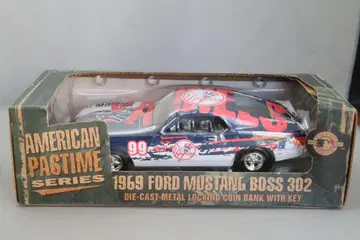 AMERICAN
PASTIME
SERIES
99
1969 FORD MUSTANG BOSS 302
DIE-CAST METAL LOCKING COIN BANK WITH KEY